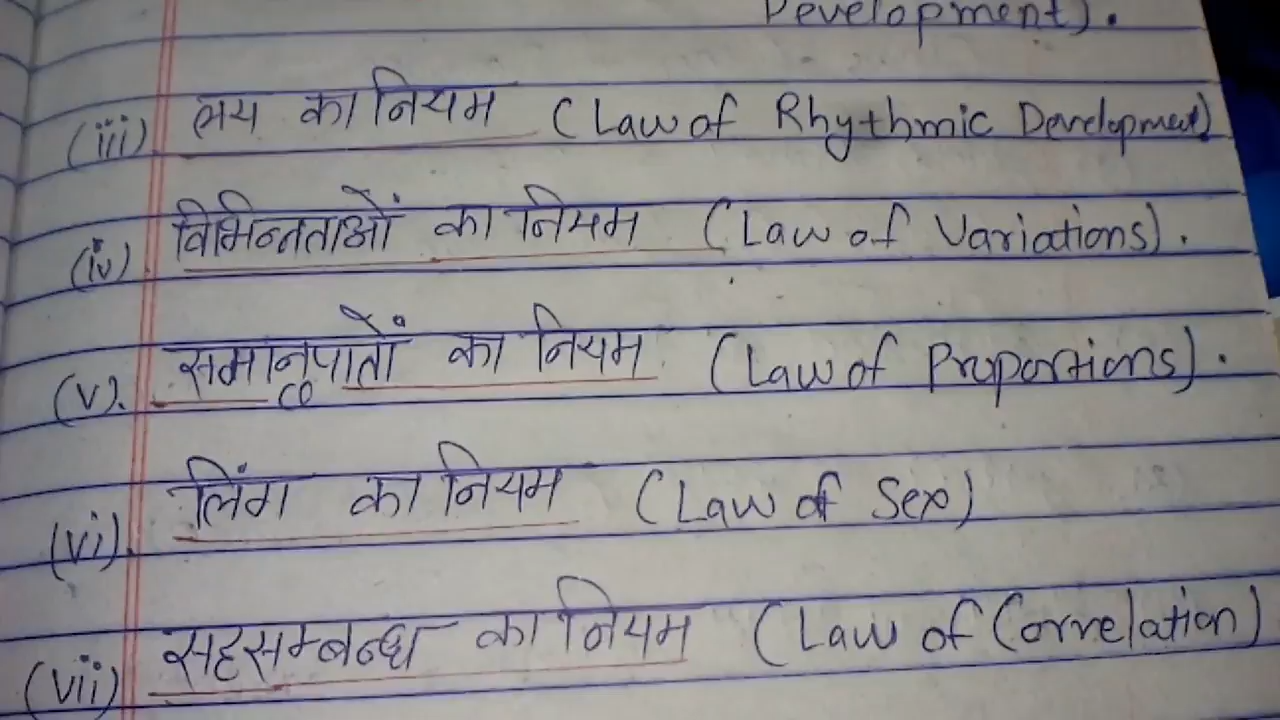 Development).
(iii) लय का नियम (Law of Rhythmic Development)
(iv). विभिन्नताओं का नियम (Law of Variations).
(v). समानुपातों का नियम (Law of Proportions).
(vi). लिंग का नियम (Law of Sex)
(vii) सहसम्बन्ध का नियम (Law of Correlation)